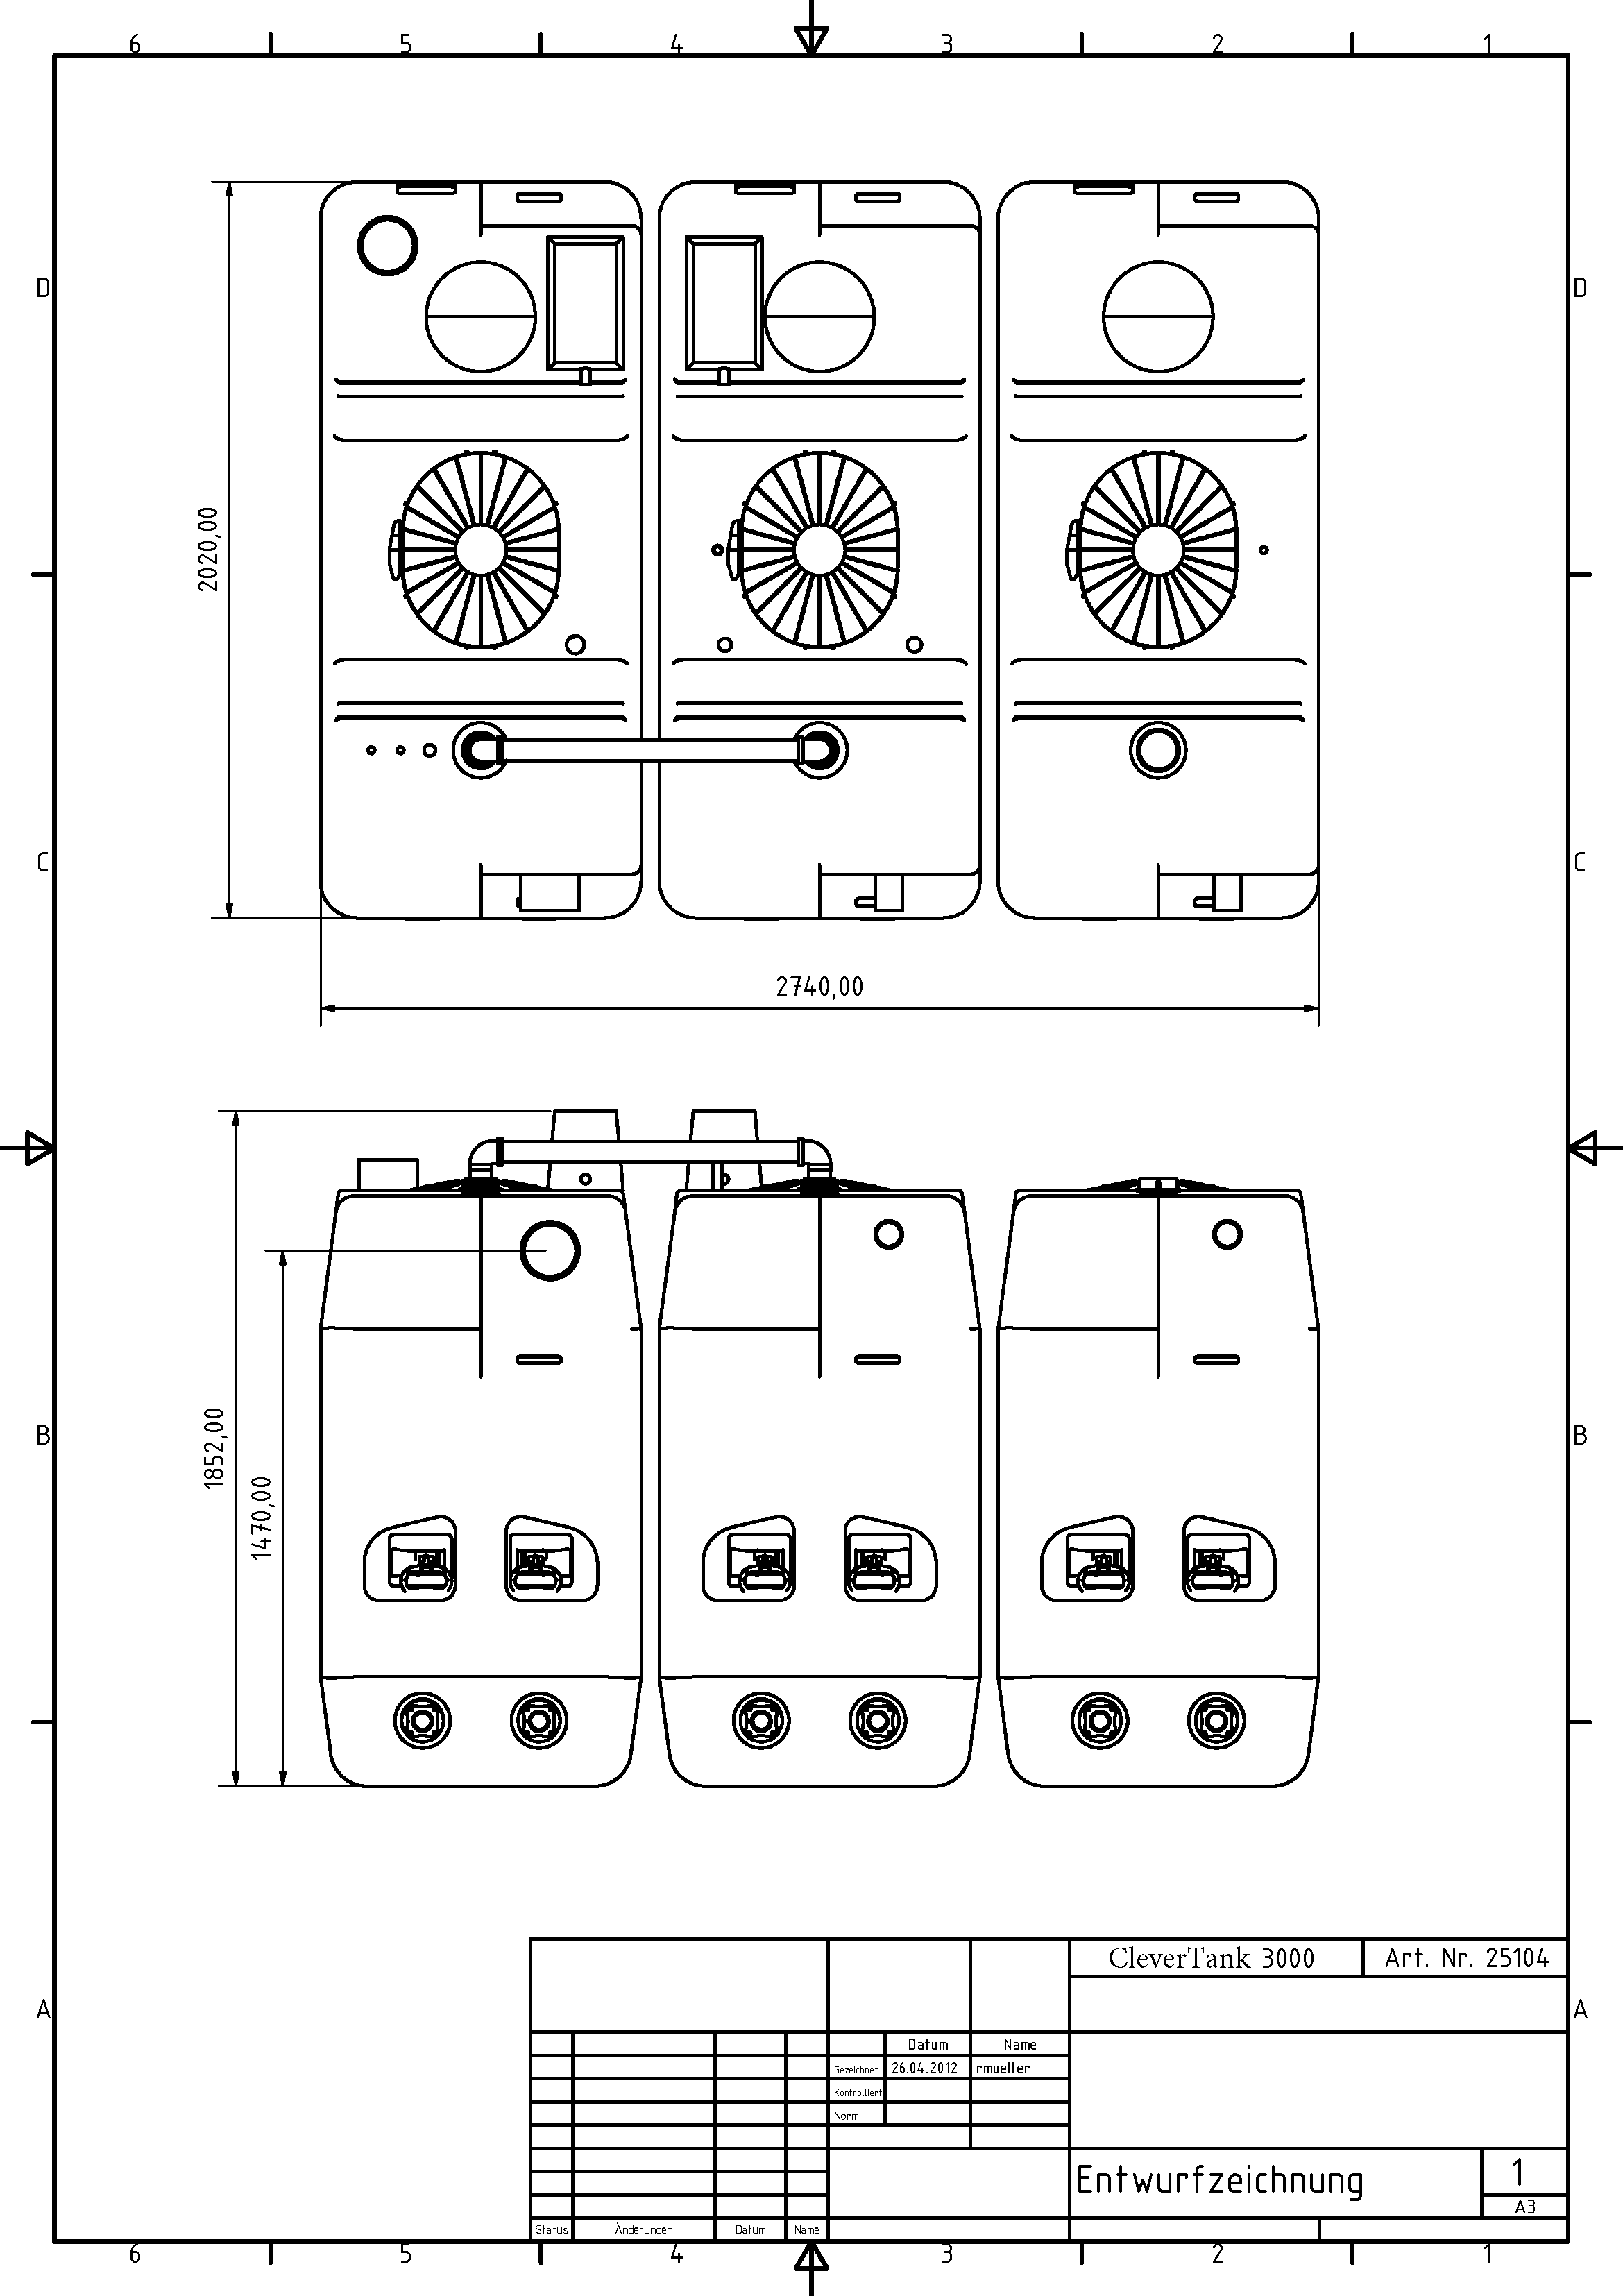 6 5 4 3 2 1
D D
2020,00
C C
2740,00
1852,00
1470,00
B B
CleverTank 3000 Art. Nr. 25104
A A
Datum Name
Gezeichnet 26.04.2012 rmueller
Kontrolliert
Norm
Entwurfzeichnung 1
A3
Status Änderungen Datum Name
6 5 4 3 2 1